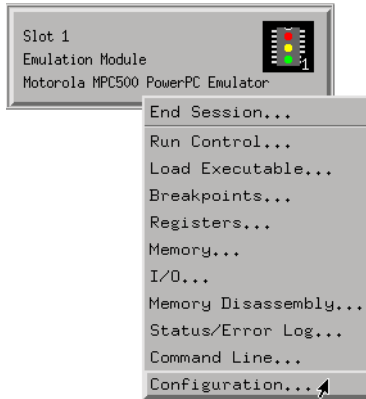 Slot 1
Emulation Module
Motorola MPC500 PowerPC Emulator
1
End Session...
Run Control...
Load Executable...
Breakpoints...
Registers...
Memory...
I/O...
Memory Disassembly...
Status/Error Log...
Command Line...
Configuration...